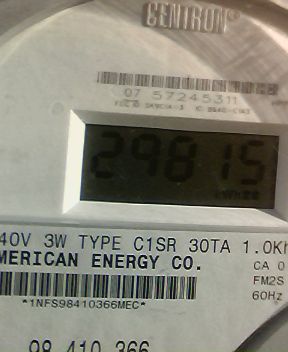 CENTRON®
07 57245311
29815
40V 3W TYPE C1SR 30TA 1.0Kh
MERICAN ENERGY CO.
CA 0
FM2S
*1NFS98410366MEC*
60Hz
98 410 366